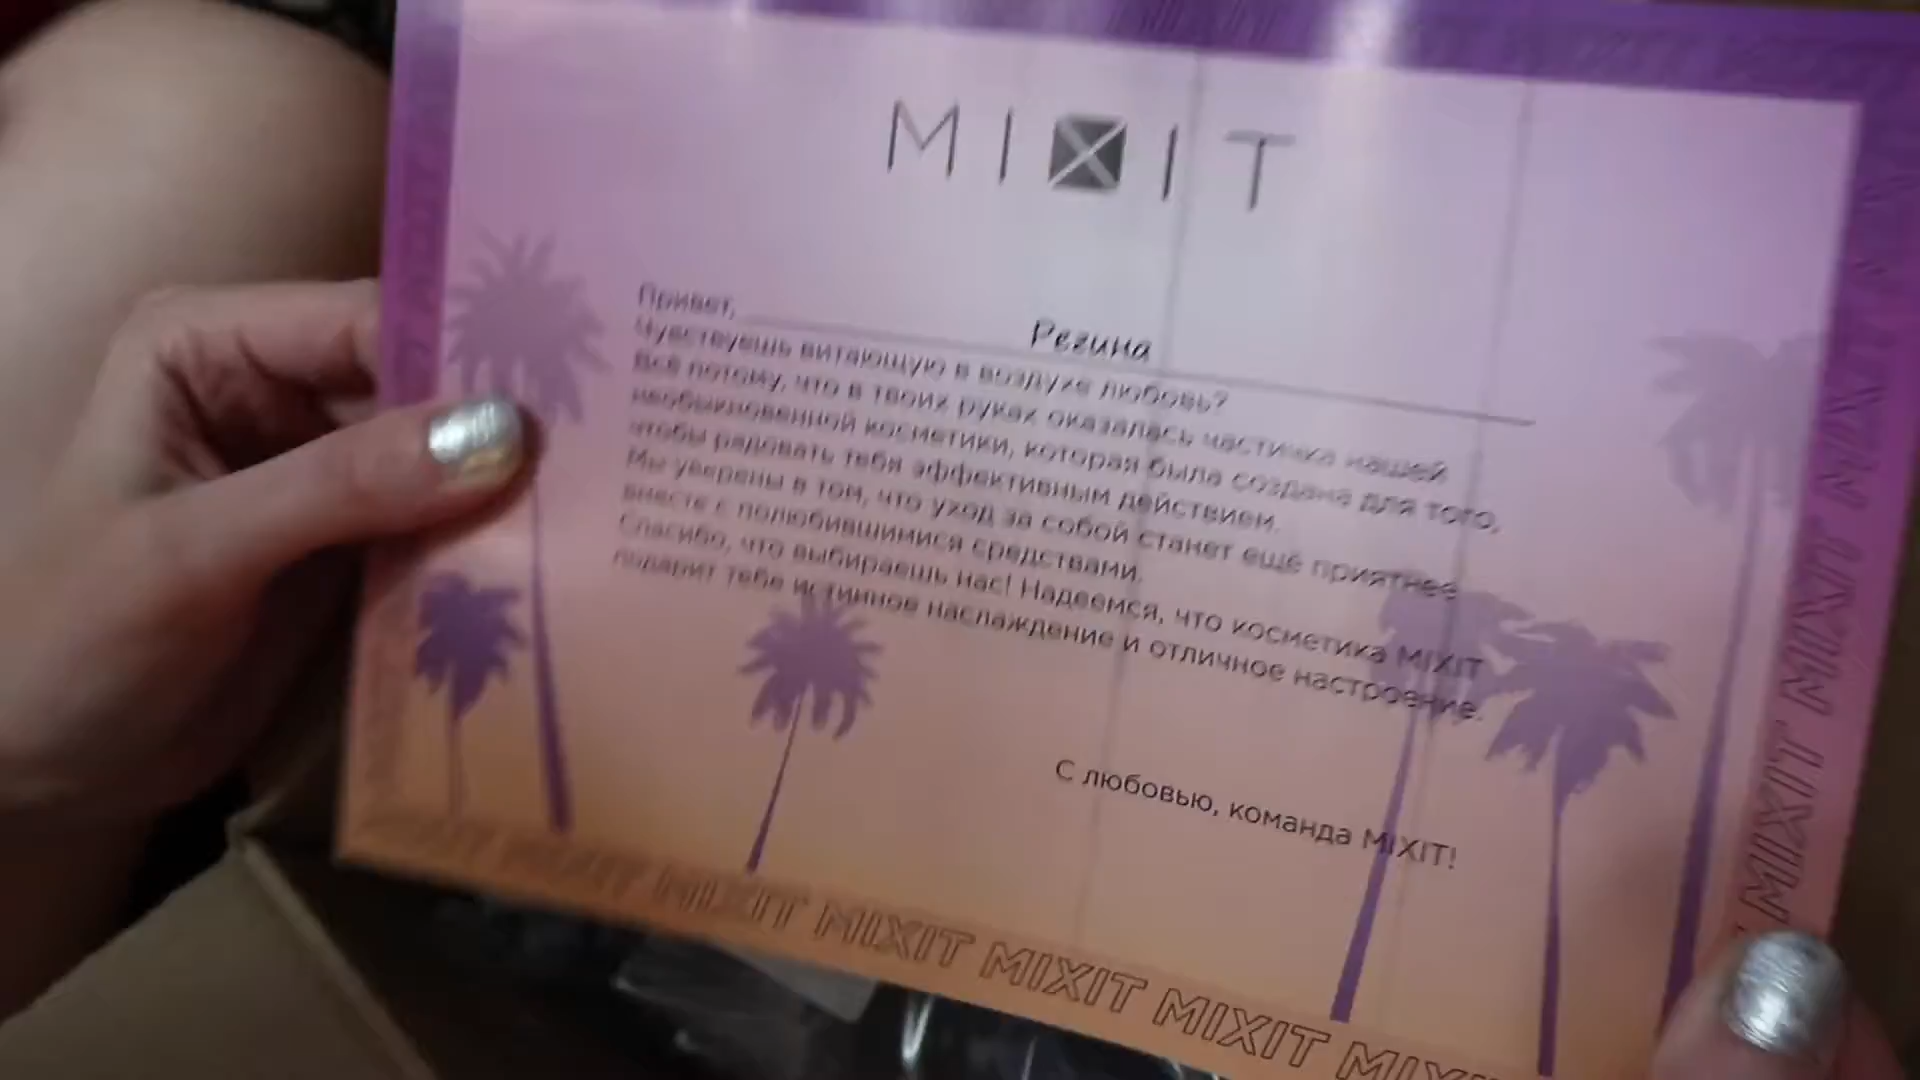 MIXIT
Привет, Регина
Чувствуешь витающую в воздухе любовь?
Всё потому, что в твоих руках оказалась частичка нашей
необыкновенной косметики, которая была создана для того,
чтобы радовать тебя эффективным действием.
Мы уверены в том, что уход за собой станет ещё приятнее
вместе с полюбившимися средствами.
Спасибо, что выбираешь нас! Надеемся, что косметика MIXIT
подарит тебе истинное наслаждение и отличное настроение.
С любовью, команда MIXIT!
MIXIT MIXIT MIXIT MIXIT MIXIT
MIXIT MIXIT MIXIT